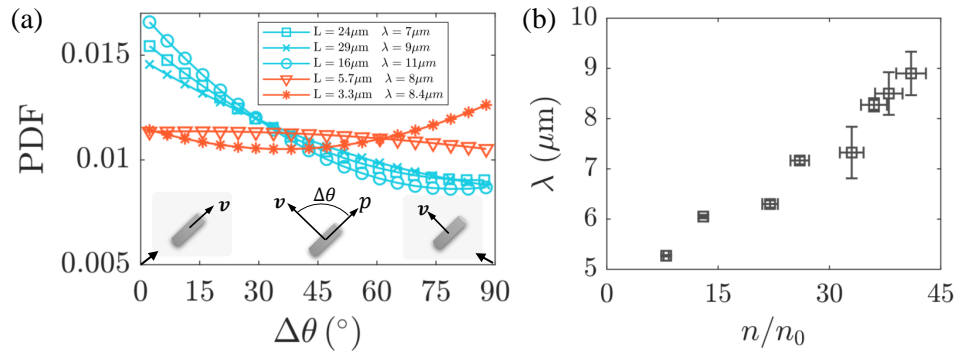 (a)
PDF
0.015
0.01
0.005
L = 24μm λ = 7μm
L = 29μm λ = 9μm
L = 16μm λ = 11μm
L = 5.7μm λ = 8μm
L = 3.3μm λ = 8.4μm
v
v
Δθ
p
v
0 15 30 45 60 75 90
Δθ (°)
(b)
λ (μm)
10
9
8
7
6
5
0 15 30 45
n/n₀